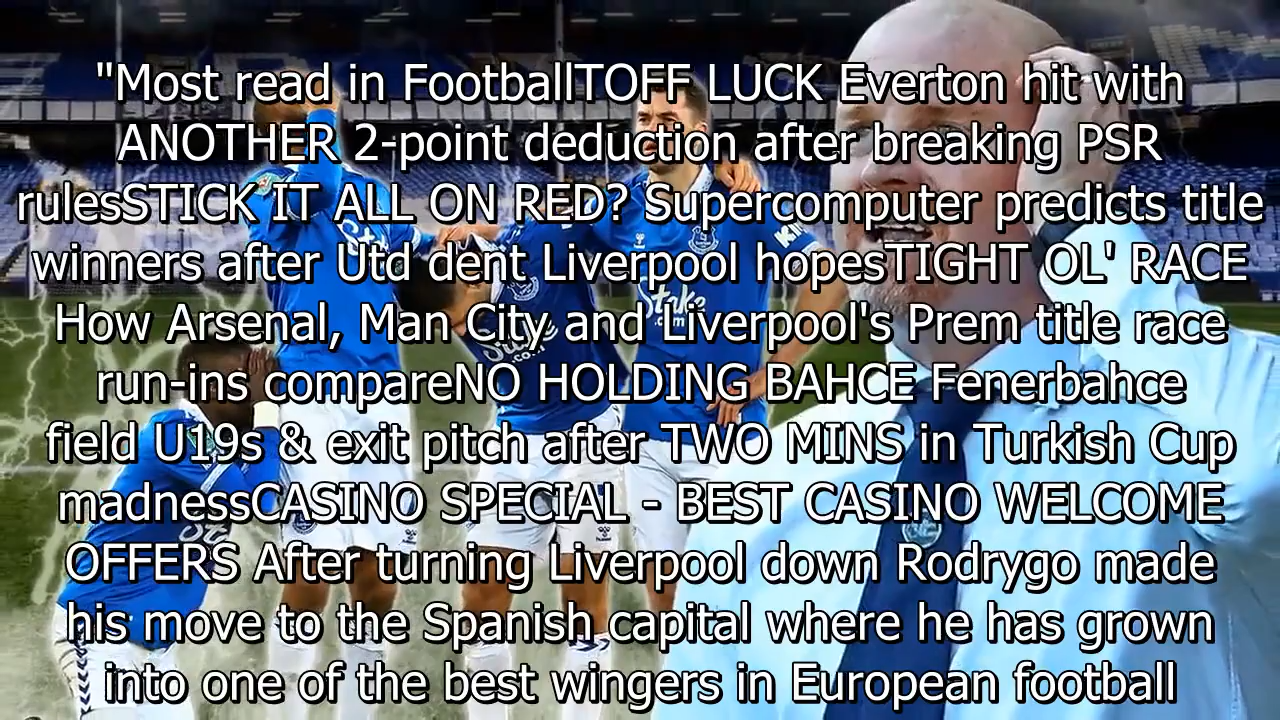 "Most read in FootballTOFF LUCK Everton hit with
ANOTHER 2-point deduction after breaking PSR
rulesSTICK IT ALL ON RED? Supercomputer predicts title
winners after Utd dent Liverpool hopesTIGHT OL' RACE
How Arsenal, Man City and Liverpool's Prem title race
run-ins compareNO HOLDING BAHCE Fenerbahce
field U19s & exit pitch after TWO MINS in Turkish Cup
madnessCASINO SPECIAL - BEST CASINO WELCOME
OFFERS After turning Liverpool down Rodrygo made
his move to the Spanish capital where he has grown
into one of the best wingers in European football